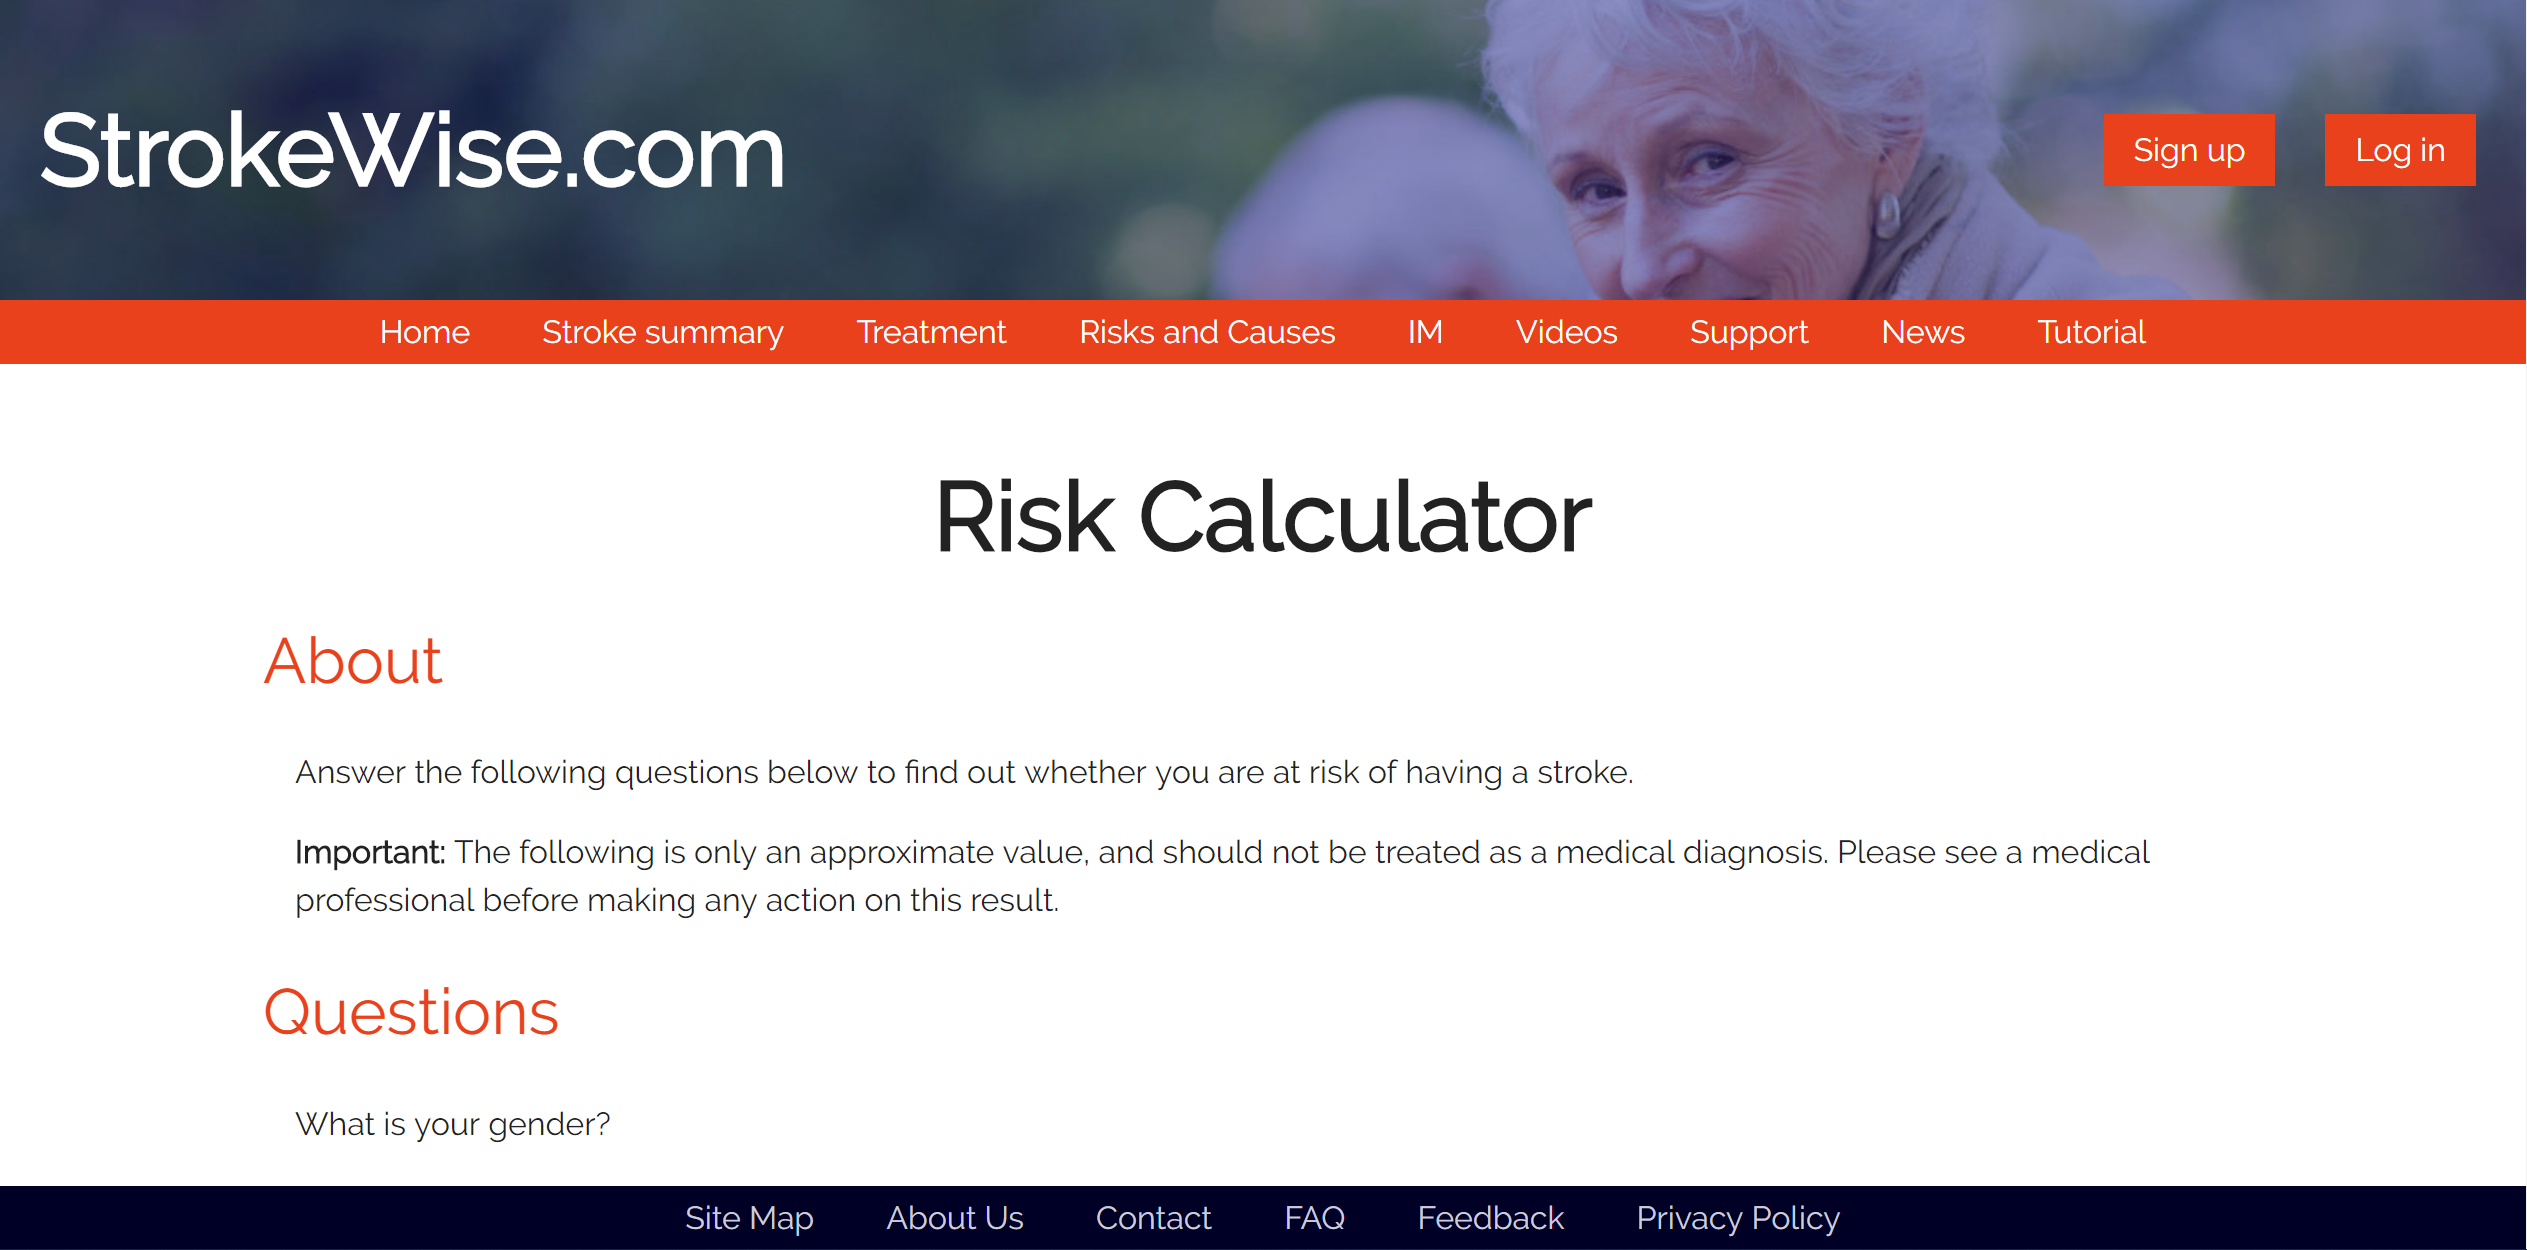 StrokeWise.com
Sign up
Log in
Home
Stroke summary
Treatment
Risks and Causes
IM
Videos
Support
News
Tutorial
Risk Calculator
About
Answer the following questions below to find out whether you are at risk of having a stroke.
Important: The following is only an approximate value, and should not be treated as a medical diagnosis. Please see a medical
professional before making any action on this result.
Questions
What is your gender?
Site Map
About Us
Contact
FAQ
Feedback
Privacy Policy